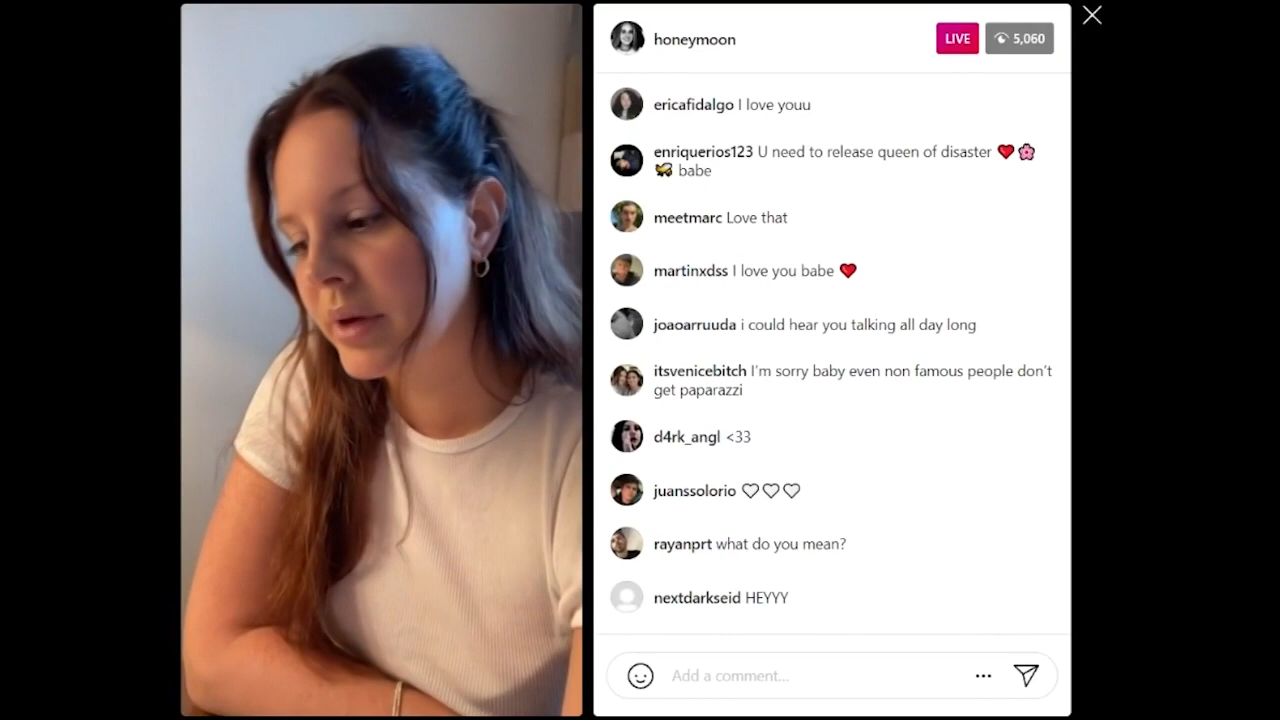 honeymoon
LIVE
5,060
ericafidalgo I love youu
enriquerios123 U need to release queen of disaster ❤️🌸
🐝 babe
meetmarc Love that
martinxdss I love you babe ❤️
joaoarruuda i could hear you talking all day long
itsvenicebitch I'm sorry baby even non famous people don't
get paparazzi
d4rk_angl <33
juanssolorio ♡♡♡
rayanprt what do you mean?
nextdarkseid HEYYY
Add a comment...